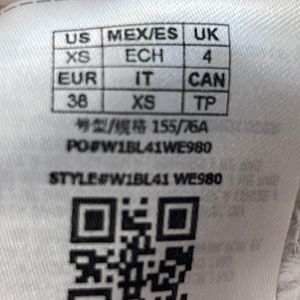 US MEX/ES UK
XS ECH 4
EUR IT CAN
38 XS TP
号型/规格 155/76A
PO#W1BL41WE980
STYLE#W1BL41 WE980